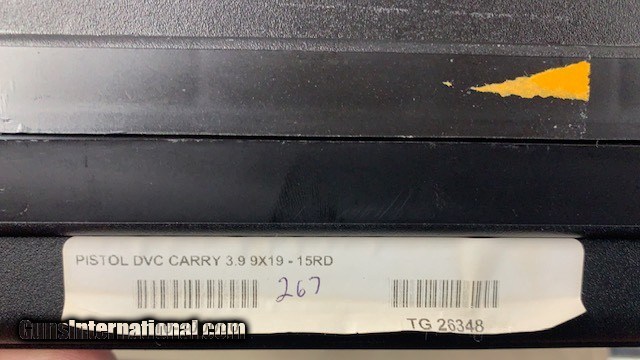 PISTOL DVC CARRY 3.9 9X19 - 15RD
267
TG 26348
GunsInternational.com